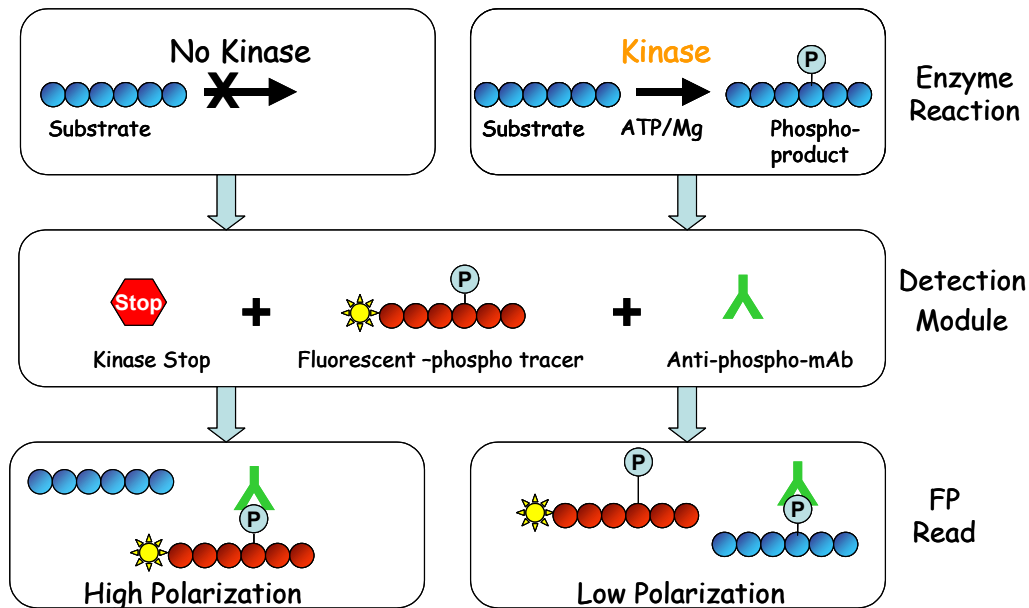 No Kinase
Substrate
Kinase
P
Substrate
ATP/Mg
Phospho-
product
Enzyme
Reaction
Stop
P
Kinase Stop
Fluorescent –phospho tracer
Anti-phospho-mAb
Detection
Module
P
High Polarization
P
P
Low Polarization
FP
Read